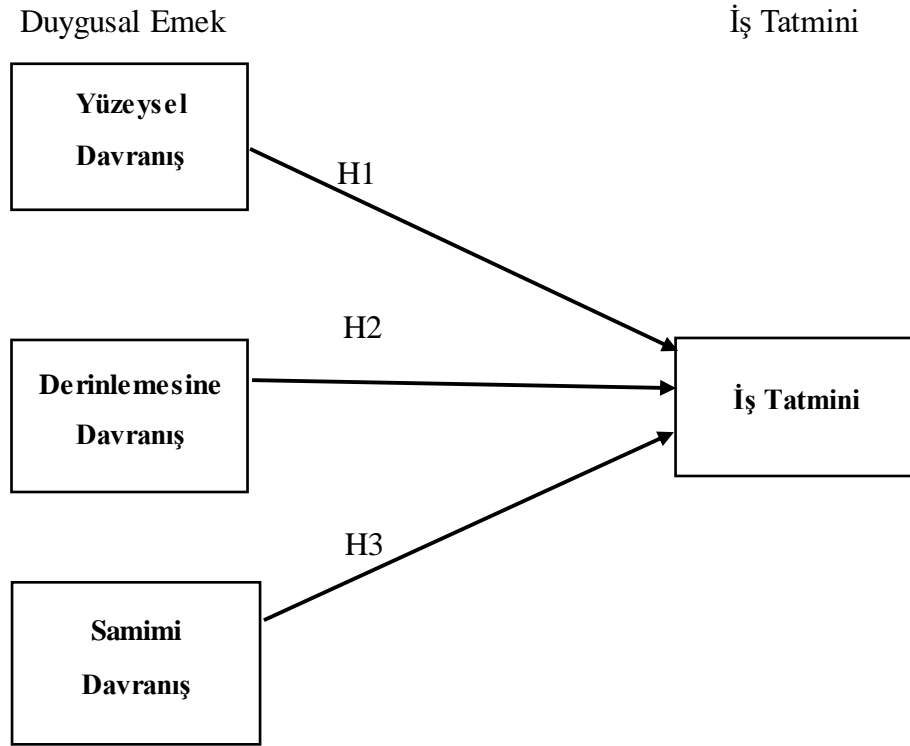 Duygusal Emek
İş Tatmini
Yüzeysel
Davranış
H1
H2
Derinlemesine
Davranış
İş Tatmini
H3
Samimi
Davranış